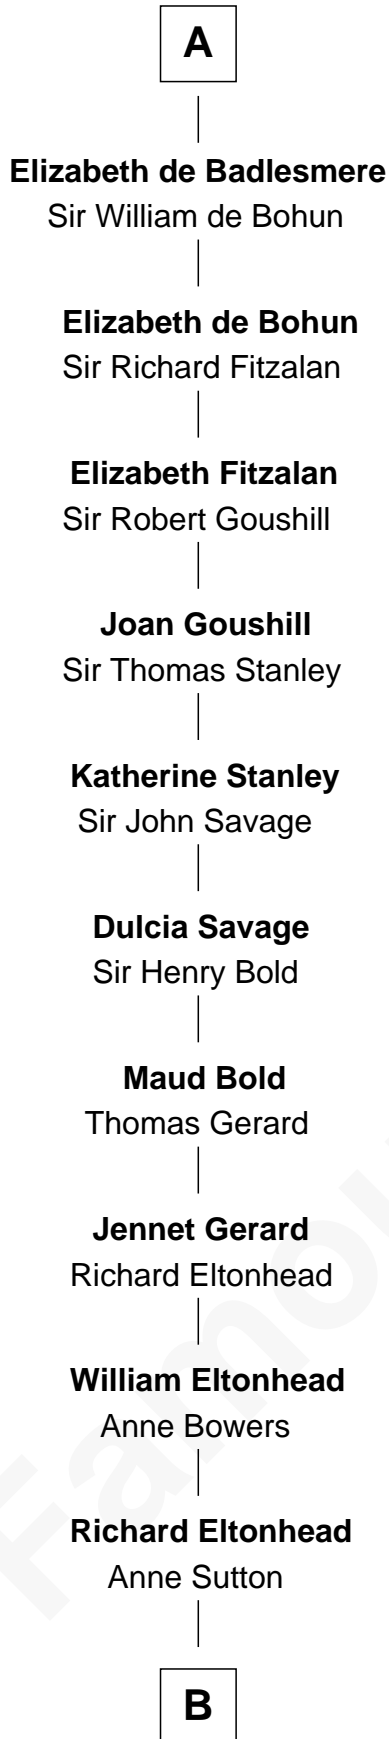 A
Elizabeth de Badlesmere
Sir William de Bohun
Elizabeth de Bohun
Sir Richard Fitzalan
Elizabeth Fitzalan
Sir Robert Goushill
Joan Goushill
Sir Thomas Stanley
Katherine Stanley
Sir John Savage
Dulcia Savage
Sir Henry Bold
Maud Bold
Thomas Gerard
Jennet Gerard
Richard Eltonhead
William Eltonhead
Anne Bowers
Richard Eltonhead
Anne Sutton
B